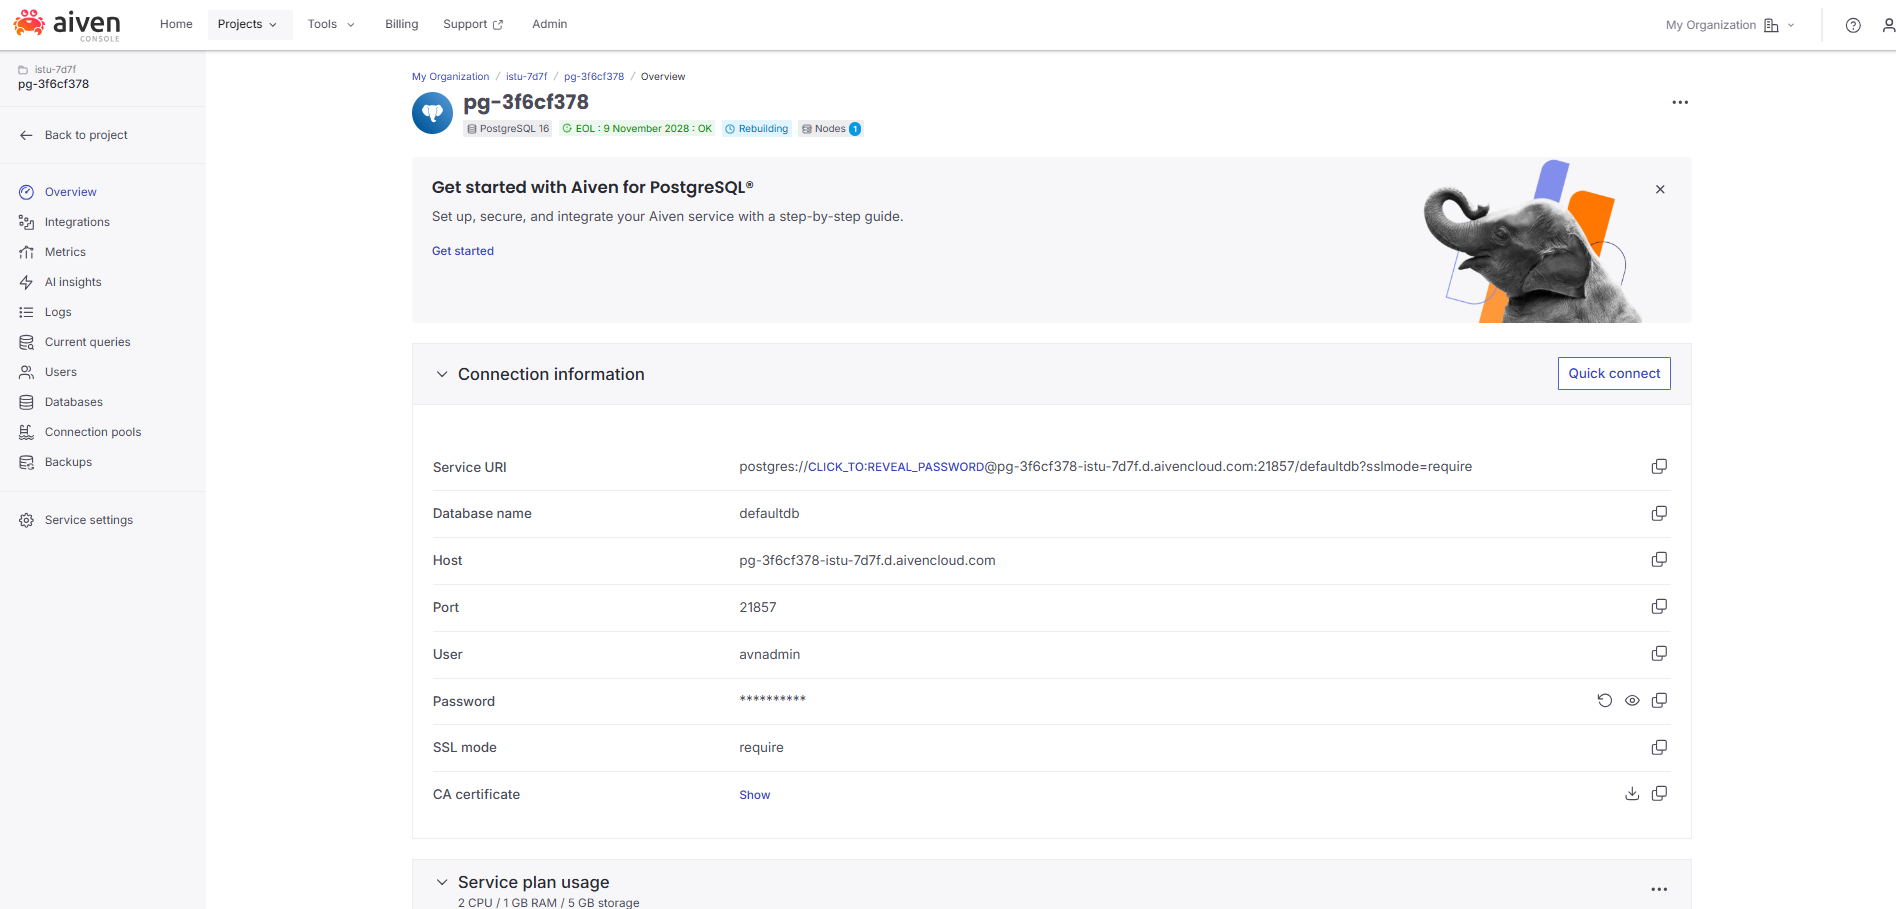 aiven
CONSOLE
Home
Projects
Tools
Billing
Support
Admin
My Organization
istu-7d7f
pg-3f6cf378
Back to project
Overview
Integrations
Metrics
AI insights
Logs
Current queries
Users
Databases
Connection pools
Backups
Service settings
My Organization / istu-7d7f / pg-3f6cf378 / Overview
pg-3f6cf378
PostgreSQL 16
EOL : 9 November 2028 : OK
Rebuilding
Nodes 1
Get started with Aiven for PostgreSQL®
Set up, secure, and integrate your Aiven service with a step-by-step guide.
Get started
Connection information
Quick connect
Service URI
postgres://CLICK_TO:REVEAL_PASSWORD@pg-3f6cf378-istu-7d7f.d.aivencloud.com:21857/defaultdb?sslmode=require
Database name
defaultdb
Host
pg-3f6cf378-istu-7d7f.d.aivencloud.com
Port
21857
User
avnadmin
Password
**********
SSL mode
require
CA certificate
Show
Service plan usage
2 CPU / 1 GB RAM / 5 GB storage